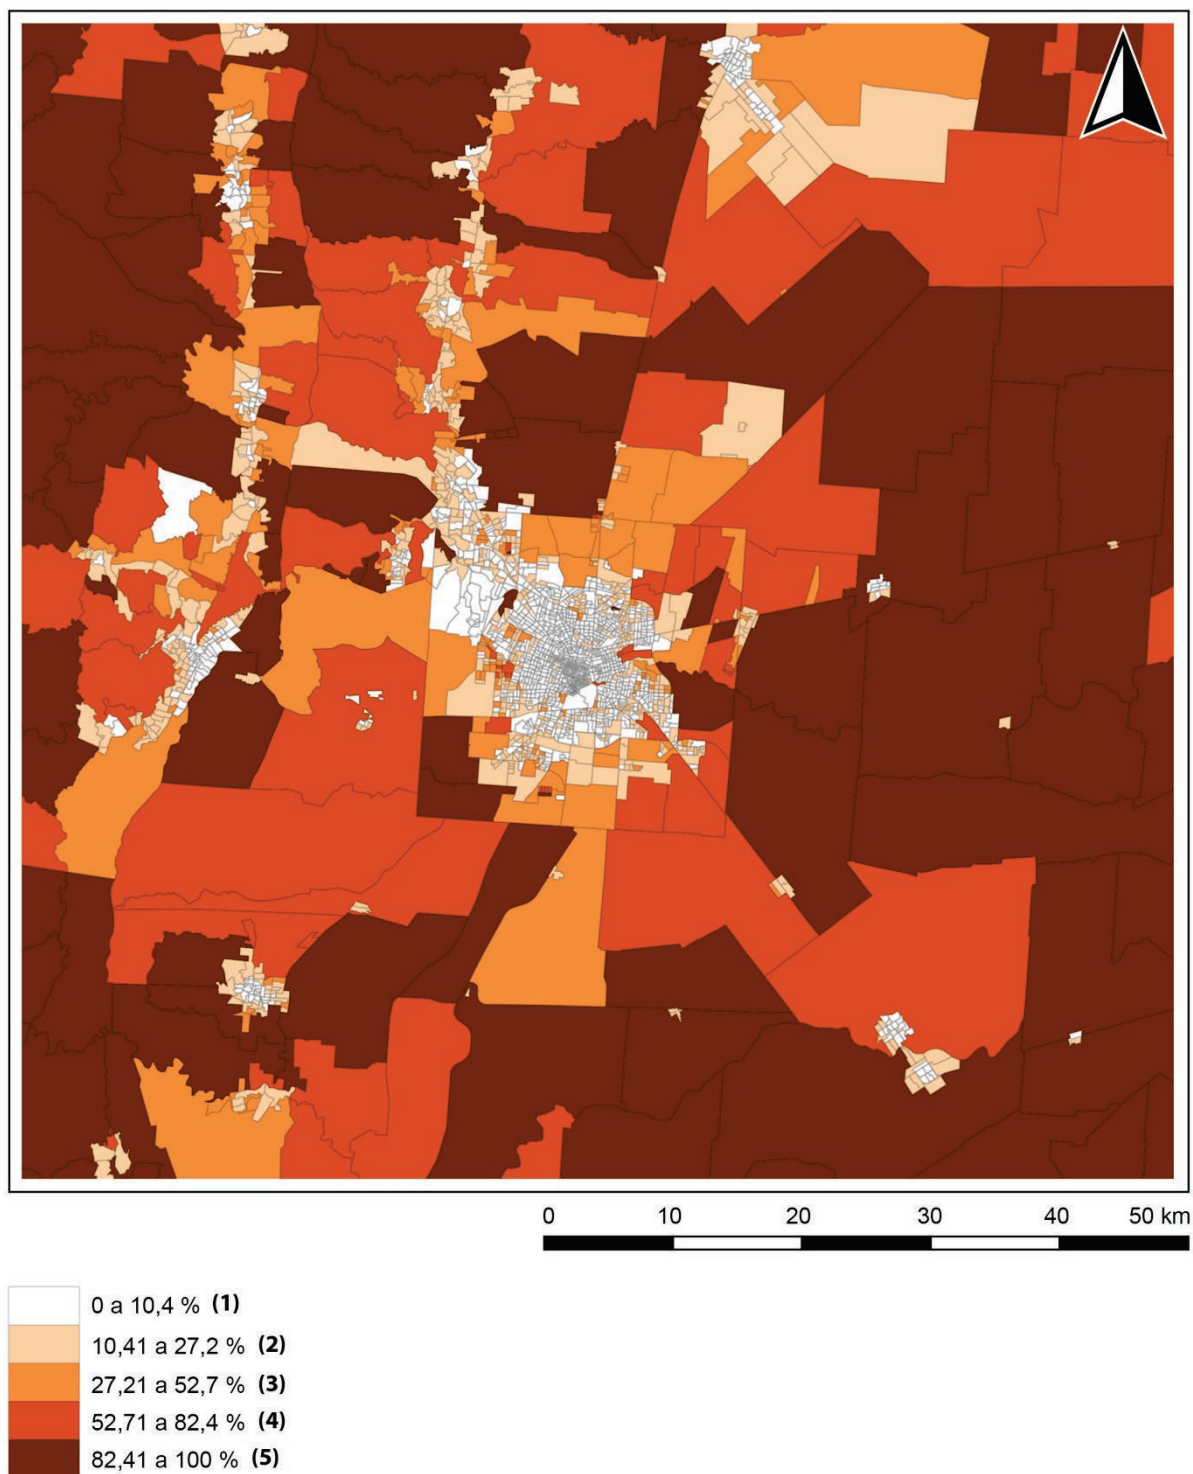 0 10 20 30 40 50 km
0 a 10,4 % (1)
10,41 a 27,2 % (2)
27,21 a 52,7 % (3)
52,71 a 82,4 % (4)
82,41 a 100 % (5)